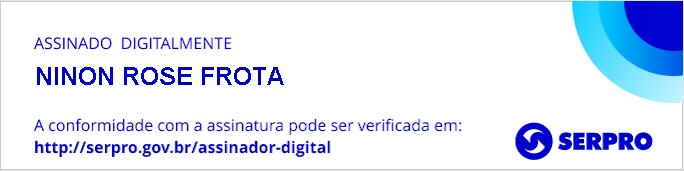 ASSINADO DIGITALMENTE
NINON ROSE FROTA
A conformidade com a assinatura pode ser verificada em:
http://serpro.gov.br/assinador-digital
SERPRO